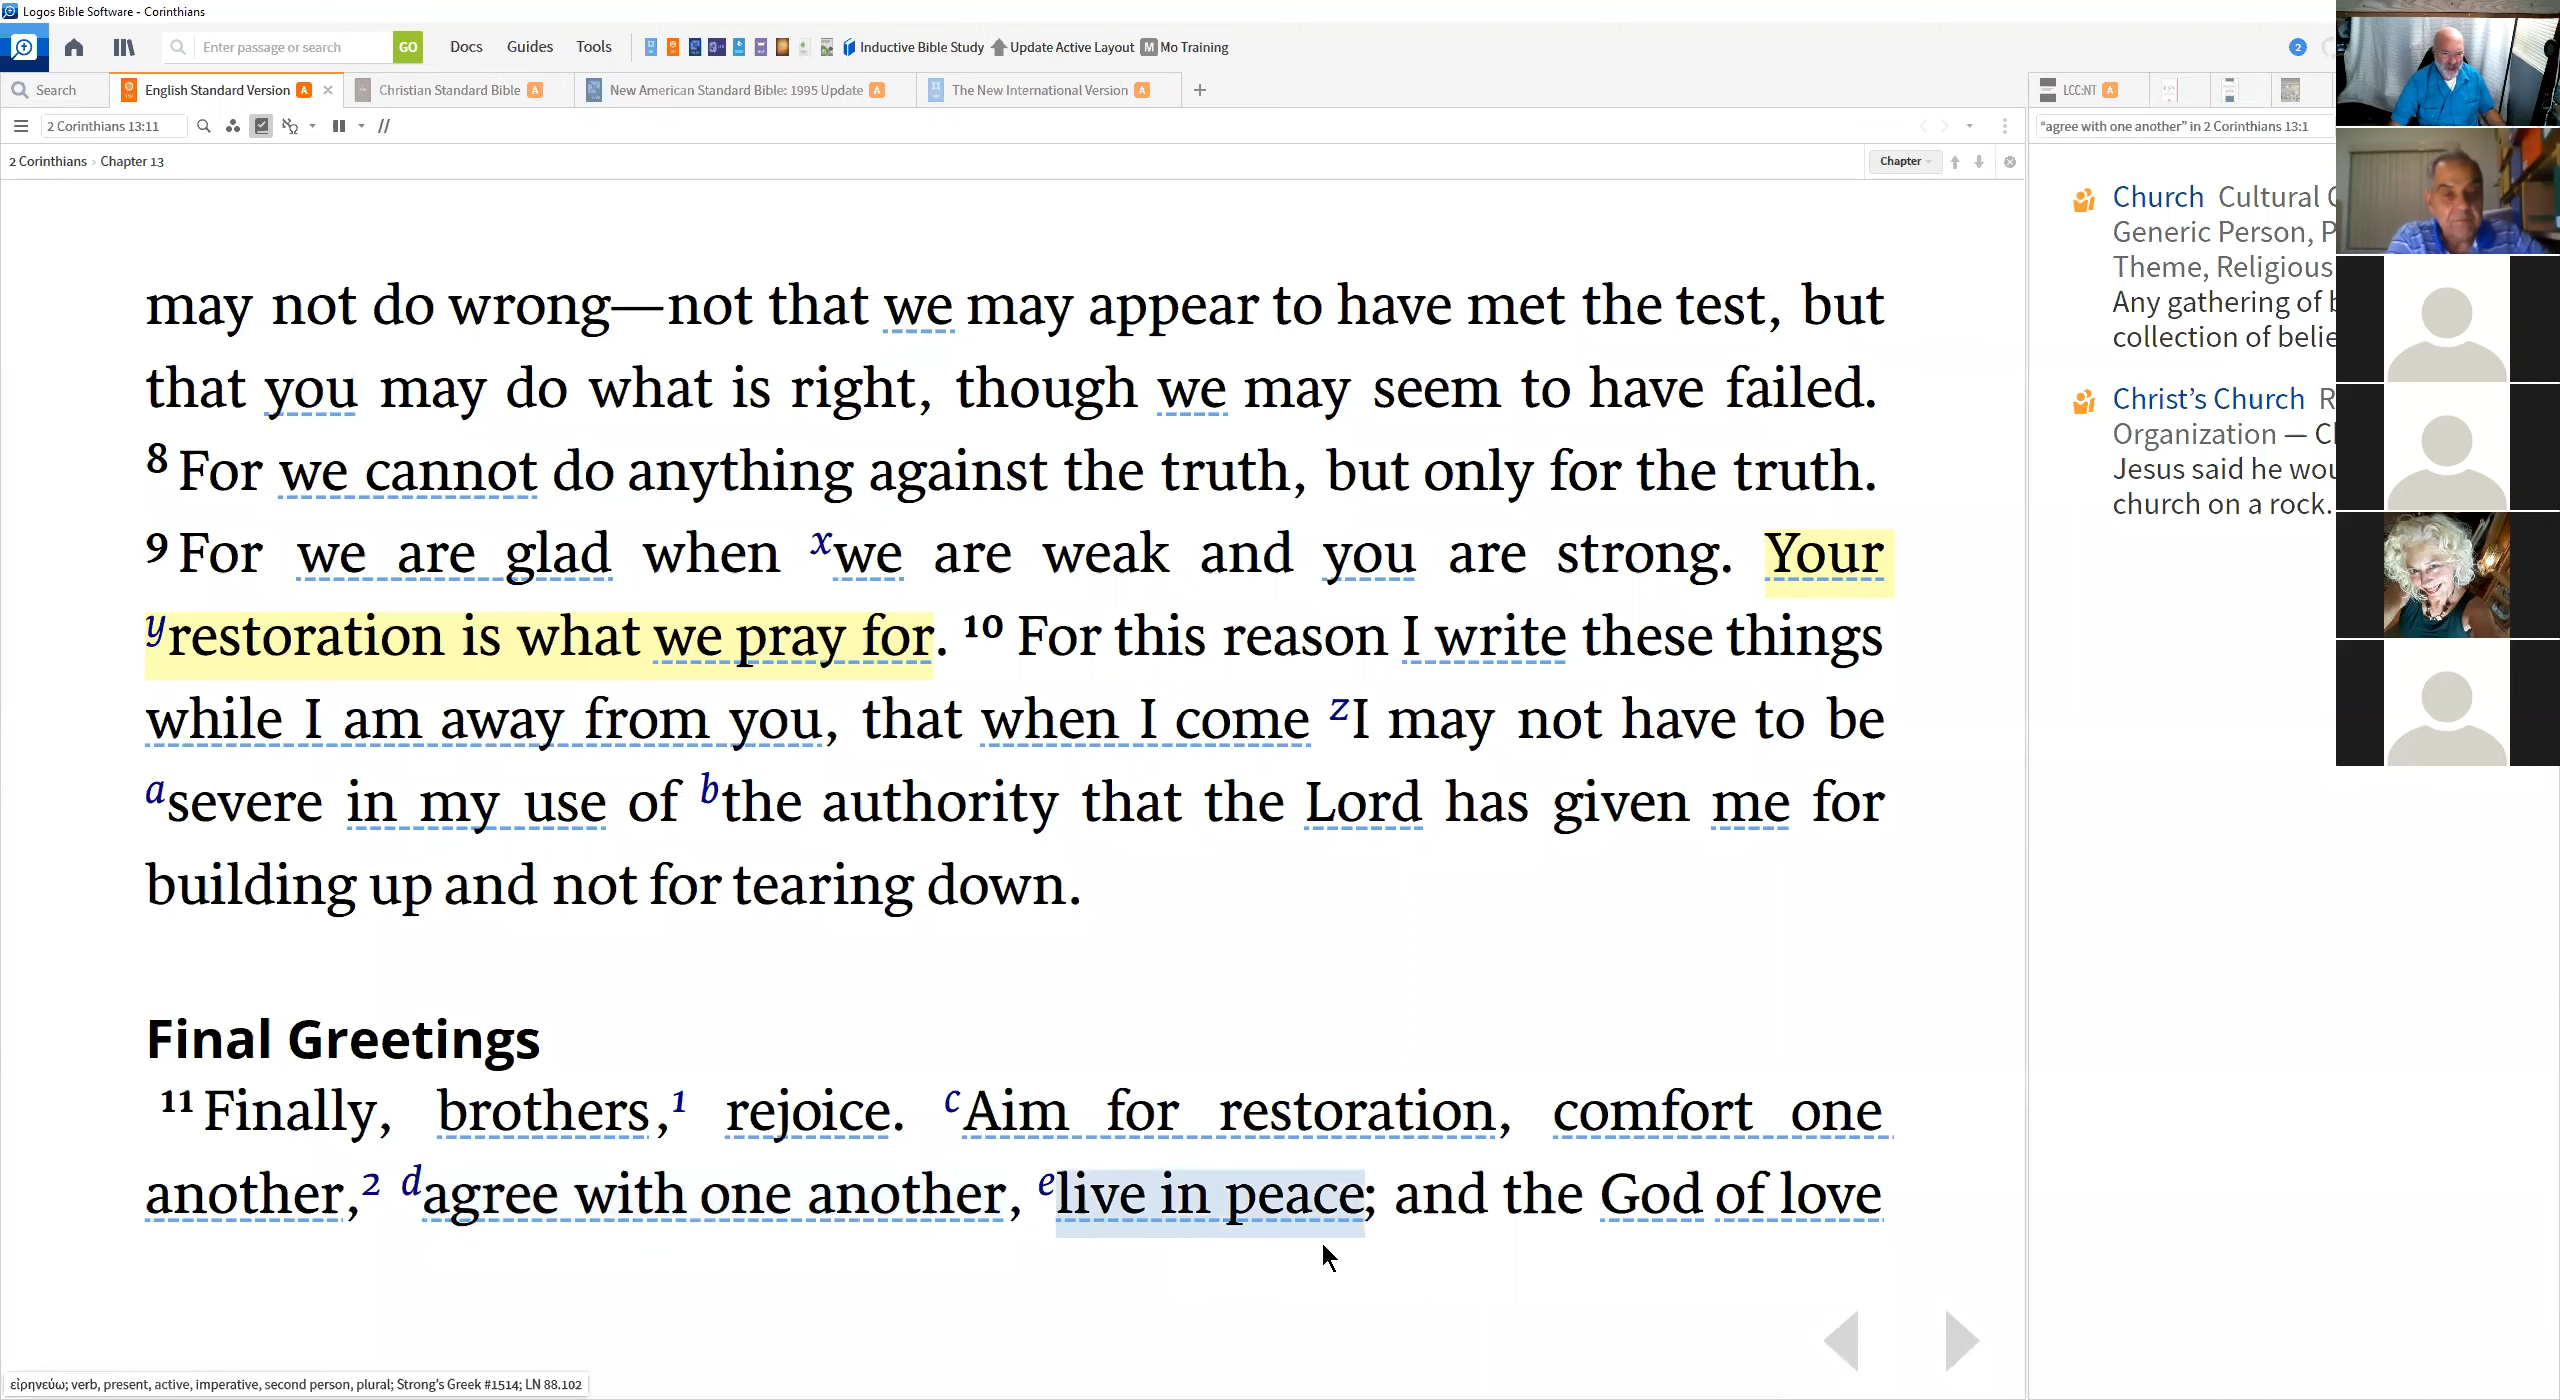 Logos Bible Software - Corinthians
Enter passage or search GO Docs Guides Tools Inductive Bible Study Update Active Layout M Mo Training 2
Search English Standard Version A Christian Standard Bible A New American Standard Bible: 1995 Update A The New International Version A LCC:NT A
2 Corinthians 13:11 “agree with one another” in 2 Corinthians 13:1
2 Corinthians › Chapter 13 Chapter
may not do wrong—not that we may appear to have met the test, but
that you may do what is right, though we may seem to have failed.
8 For we cannot do anything against the truth, but only for the truth.
9 For we are glad when x we are weak and you are strong. Your
y restoration is what we pray for. 10 For this reason I write these things
while I am away from you, that when I come z I may not have to be
a severe in my use of b the authority that the Lord has given me for
building up and not for tearing down.
Final Greetings
11 Finally, brothers,1 rejoice. c Aim for restoration, comfort one
another,2 d agree with one another, e live in peace; and the God of love
Church Cultural
Generic Person, P
Theme, Religious
Any gathering of
collection of belie
Christ’s Church R
Organization —
Jesus said he wou
church on a rock.
εἰρηνεύω; verb, present, active, imperative, second person, plural; Strong’s Greek #1514; LN 88.102